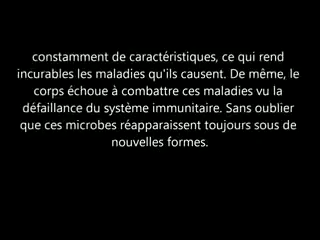 constamment de caractéristiques, ce qui rend
incurables les maladies qu'ils causent. De même, le
corps échoue à combattre ces maladies vu la
défaillance du système immunitaire. Sans oublier
que ces microbes réapparaissent toujours sous de
nouvelles formes.